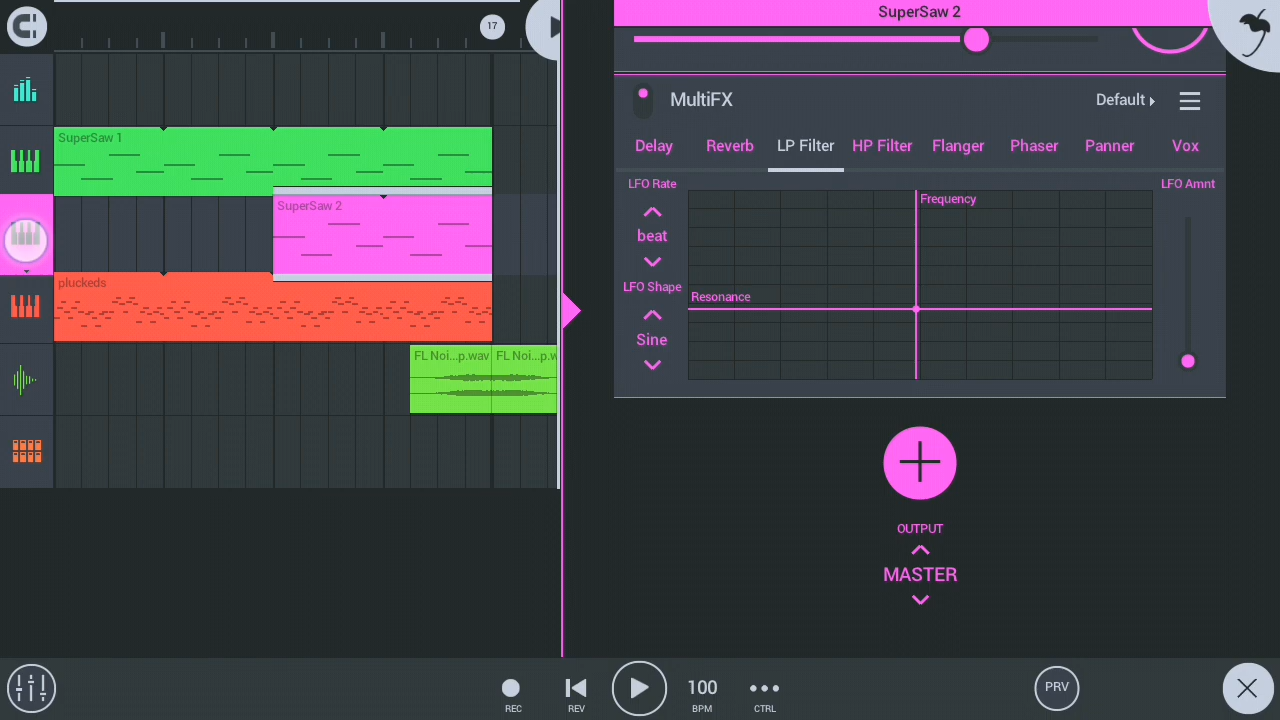 SuperSaw 2
17
MultiFX
Default
Delay Reverb LP Filter HP Filter Flanger Phaser Panner Vox
SuperSaw 1
SuperSaw 2
pluckeds
FL Noi...p.wav FL Noi...p.w
LFO Rate
beat
LFO Shape
Sine
Frequency
Resonance
LFO Amnt
OUTPUT
MASTER
REC
REV
100
BPM
CTRL
PRV